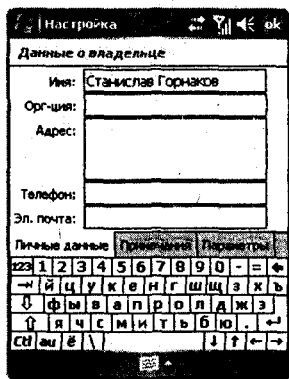 Настройка ok
Данные о владельце
Имя: Станислав Горнаков
Орг-ция:
Адрес:
Телефон:
Эл. почта:
Личные данные Примечания Параметры
123 1 2 3 4 5 6 7 8 9 0 - =
й ц у к е н г ш щ з х ъ
ф ы в а п р о л д ж э
я ч с м и т ь б ю .
Ctl aü ё \